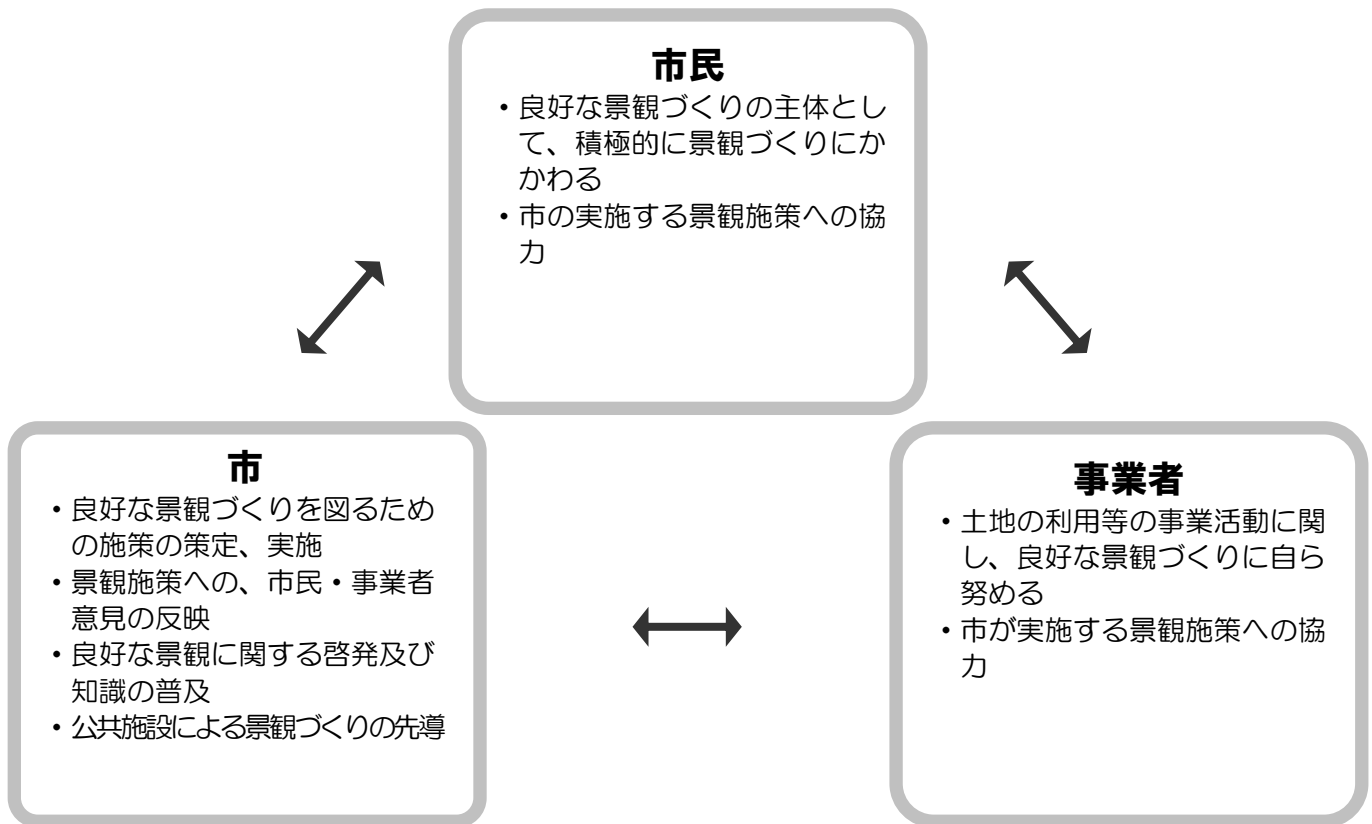 市民
・良好な景観づくりの主体とし
て、積極的に景観づくりにか
かわる
・市の実施する景観施策への協
力
市
・良好な景観づくりを図るため
の施策の策定、実施
・景観施策への、市民・事業者
意見の反映
・良好な景観に関する啓発及び
知識の普及
・公共施設による景観づくりの先導
事業者
・土地の利用等の事業活動に関
し、良好な景観づくりに自ら
努める
・市が実施する景観施策への協
力